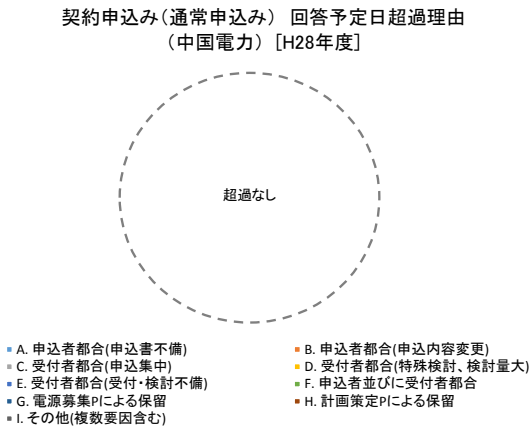 契約申込み(通常申込み) 回答予定日超過理由
(中国電力) [H28年度]
超過なし
A. 申込者都合(申込書不備)
B. 申込者都合(申込内容変更)
C. 受付者都合(申込集中)
D. 受付者都合(特殊検討、検討量大)
E. 受付者都合(受付・検討不備)
F. 申込者並びに受付者都合
G. 電源募集Pによる保留
H. 計画策定Pによる保留
I. その他(複数要因含む)